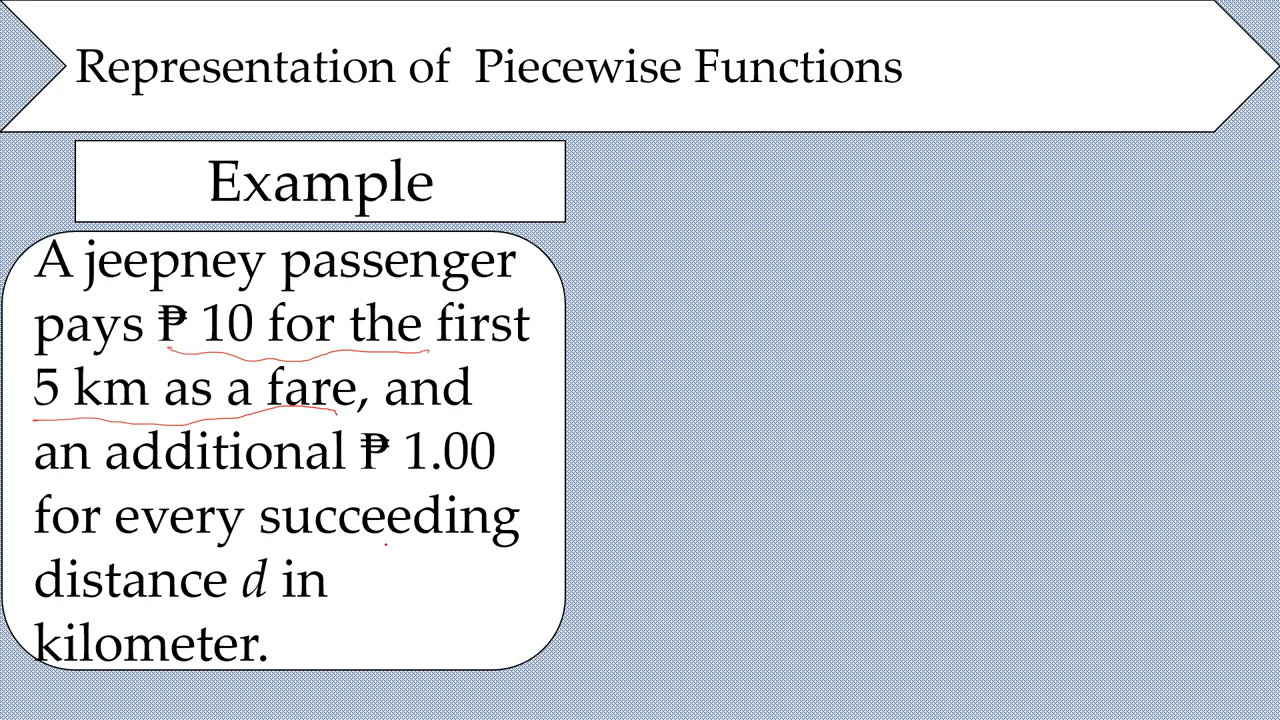 Representation of  Piecewise Functions
Example
A jeepney passenger
pays ₱ 10 for the first
5 km as a fare, and
an additional ₱ 1.00
for every succeeding
distance d in
kilometer.